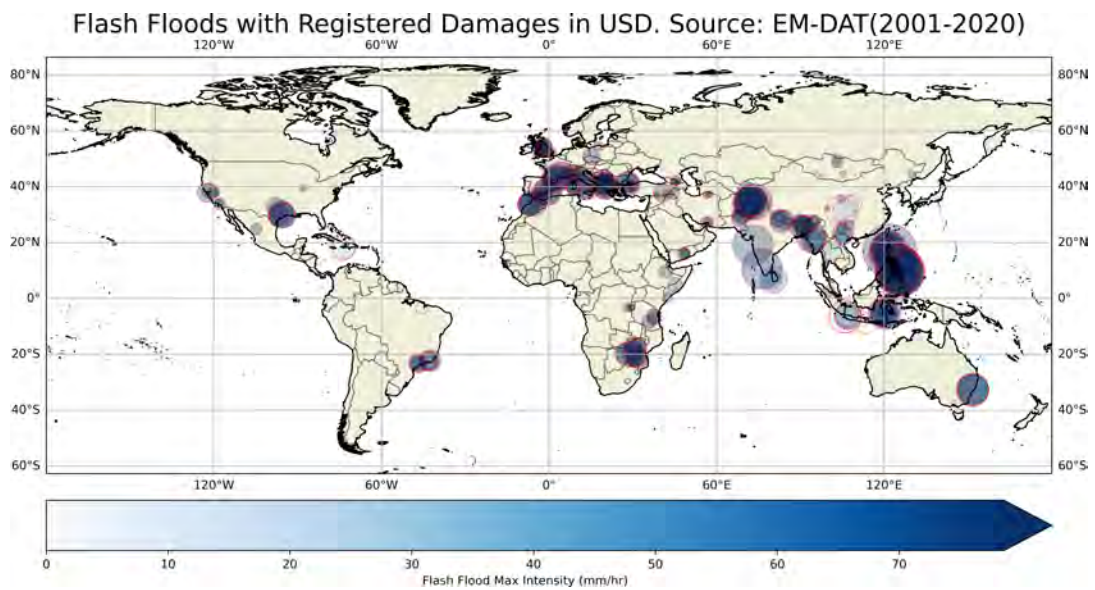 Flash Floods with Registered Damages in USD. Source: EM-DAT(2001-2020)
120°W 60°W 0° 60°E 120°E
80°N 80°N
60°N 60°N
40°N 40°N
20°N 20°N
0° 0°
20°S 20°S
40°S 40°S
60°S 60°S
120°W 60°W 0° 60°E 120°E
0 10 20 30 40 50 60 70
Flash Flood Max Intensity (mm/hr)